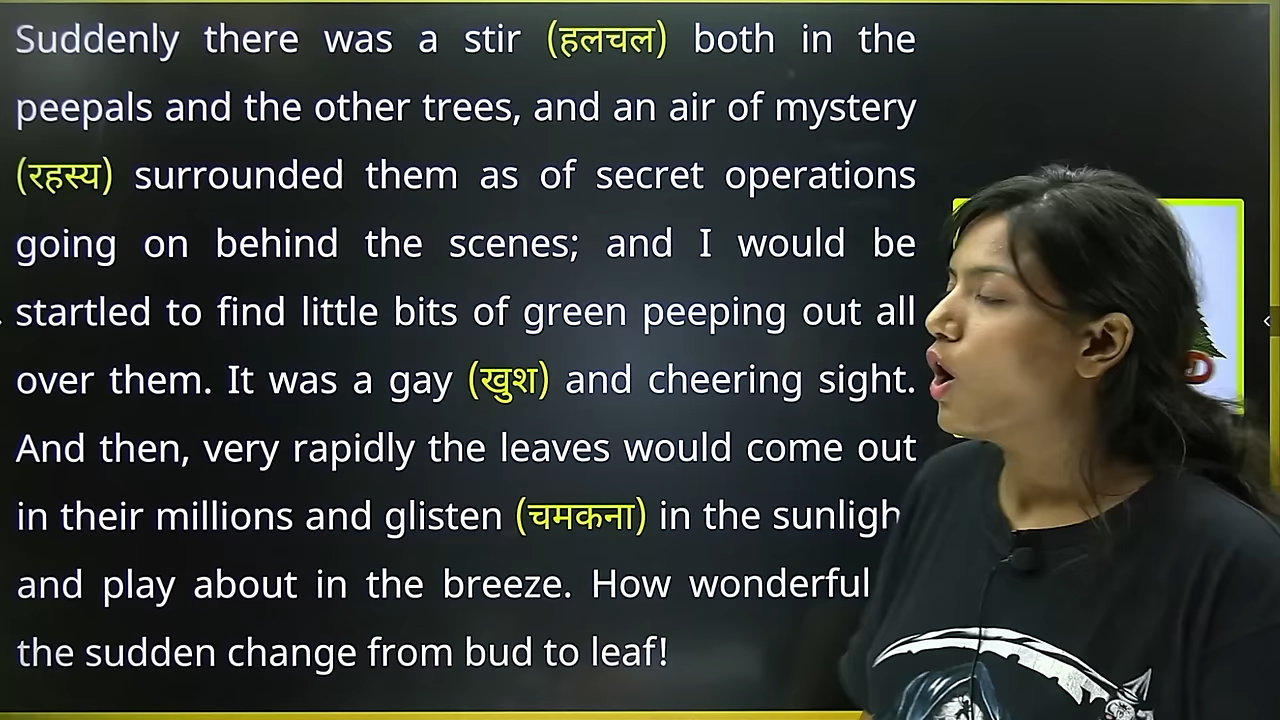 Suddenly there was a stir (हलचल) both in the
peepals and the other trees, and an air of mystery
(रहस्य) surrounded them as of secret operations
going on behind the scenes; and I would be
startled to find little bits of green peeping out all
over them. It was a gay (खुश) and cheering sight.
And then, very rapidly the leaves would come out
in their millions and glisten (चमकना) in the sunligh
and play about in the breeze. How wonderful
the sudden change from bud to leaf!